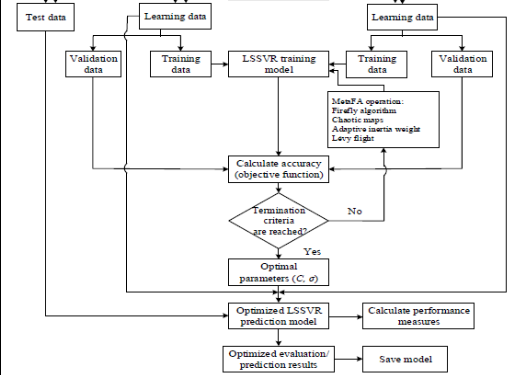 Test data
Learning data
Learning data
Validation
data
Training
data
LSSVR training
model
Training
data
Validation
data
MetaFA operation:
Firefly algorithm
Chaotic maps
Adaptive inertia weight
Levy flight
Calculate accuracy
(objective function)
Termination
criteria
are reached?
No
Yes
Optimal
parameters (C, σ)
Optimized LSSVR
prediction model
Calculate performance
measures
Optimized evaluation/
prediction results
Save model